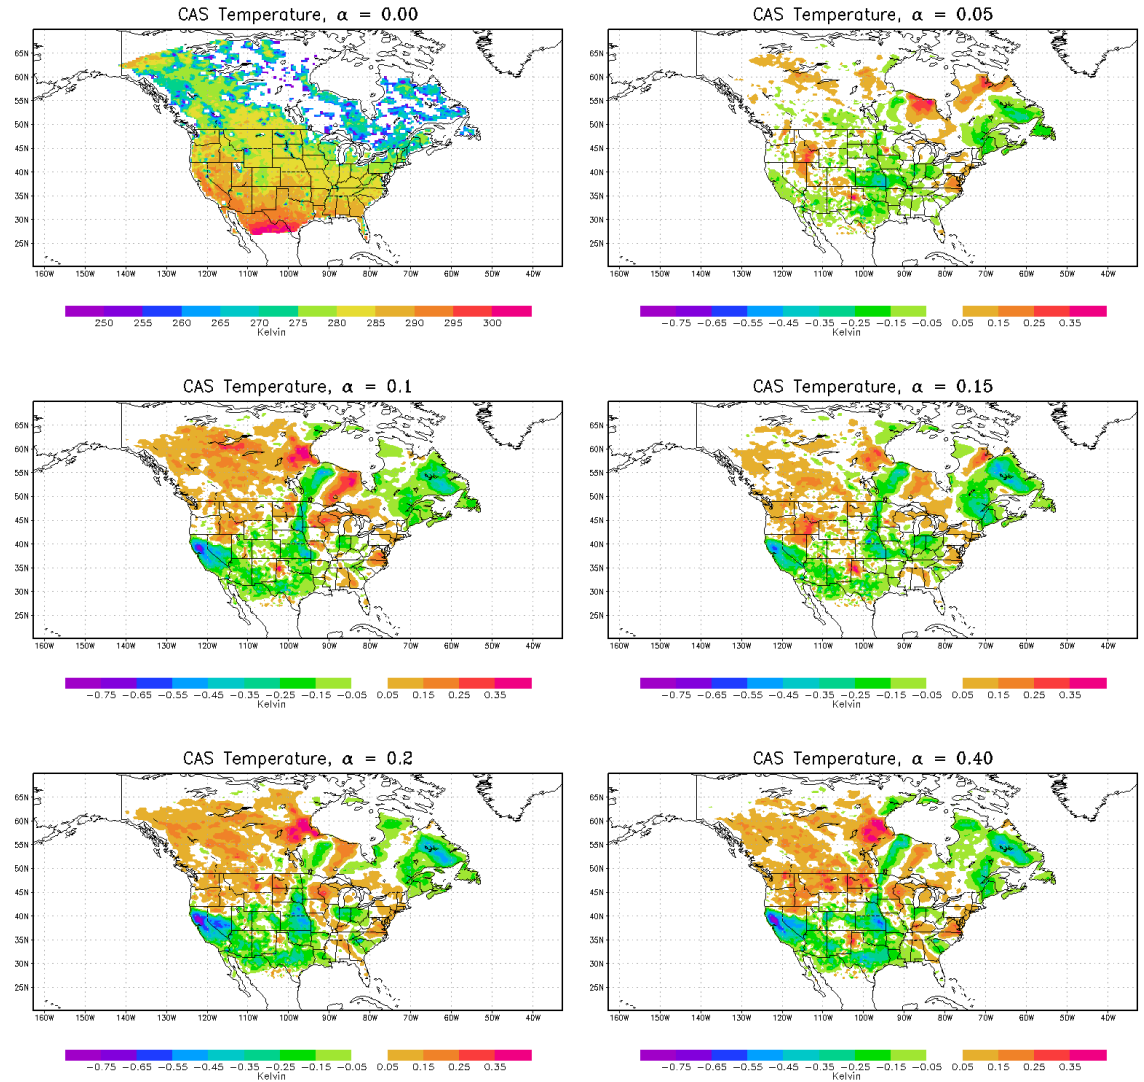 CAS Temperature, α = 0.00
65N
60N
55N
50N
45N
40N
35N
30N
25N
160W 150W 140W 130W 120W 110W 100W 90W 80W 70W 60W 50W 40W
250 255 260 265 270 275 280 285 290 295 300
Kelvin
CAS Temperature, α = 0.05
65N
60N
55N
50N
45N
40N
35N
30N
25N
160W 150W 140W 130W 120W 110W 100W 90W 80W 70W 60W 50W 40W
−0.75 −0.65 −0.55 −0.45 −0.35 −0.25 −0.15 −0.05 0.05 0.15 0.25 0.35
Kelvin
CAS Temperature, α = 0.1
65N
60N
55N
50N
45N
40N
35N
30N
25N
160W 150W 140W 130W 120W 110W 100W 90W 80W 70W 60W 50W 40W
−0.75 −0.65 −0.55 −0.45 −0.35 −0.25 −0.15 −0.05 0.05 0.15 0.25 0.35
Kelvin
CAS Temperature, α = 0.15
65N
60N
55N
50N
45N
40N
35N
30N
25N
160W 150W 140W 130W 120W 110W 100W 90W 80W 70W 60W 50W 40W
−0.75 −0.65 −0.55 −0.45 −0.35 −0.25 −0.15 −0.05 0.05 0.15 0.25 0.35
Kelvin
CAS Temperature, α = 0.2
65N
60N
55N
50N
45N
40N
35N
30N
25N
160W 150W 140W 130W 120W 110W 100W 90W 80W 70W 60W 50W 40W
−0.75 −0.65 −0.55 −0.45 −0.35 −0.25 −0.15 −0.05 0.05 0.15 0.25 0.35
Kelvin
CAS Temperature, α = 0.40
65N
60N
55N
50N
45N
40N
35N
30N
25N
160W 150W 140W 130W 120W 110W 100W 90W 80W 70W 60W 50W 40W
−0.75 −0.65 −0.55 −0.45 −0.35 −0.25 −0.15 −0.05 0.05 0.15 0.25 0.35
Kelvin